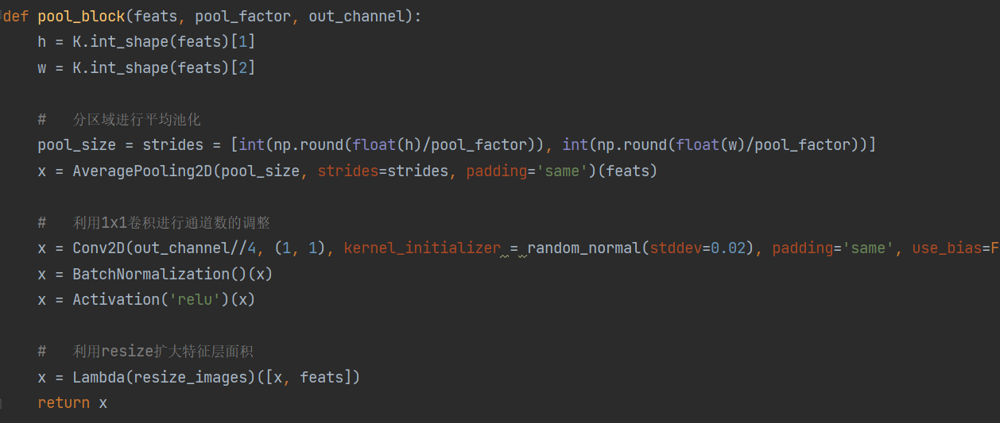 def pool_block(feats, pool_factor, out_channel):
    h = K.int_shape(feats)[1]
    w = K.int_shape(feats)[2]
    #   分区域进行平均池化
    pool_size = strides = [int(np.round(float(h)/pool_factor)), int(np.round(float(w)/pool_factor))]
    x = AveragePooling2D(pool_size, strides=strides, padding='same')(feats)
    #   利用1x1卷积进行通道数的调整
    x = Conv2D(out_channel//4, (1, 1), kernel_initializer = random_normal(stddev=0.02), padding='same', use_bias=F
    x = BatchNormalization()(x)
    x = Activation('relu')(x)
    #   利用resize扩大特征层面积
    x = Lambda(resize_images)([x, feats])
    return x